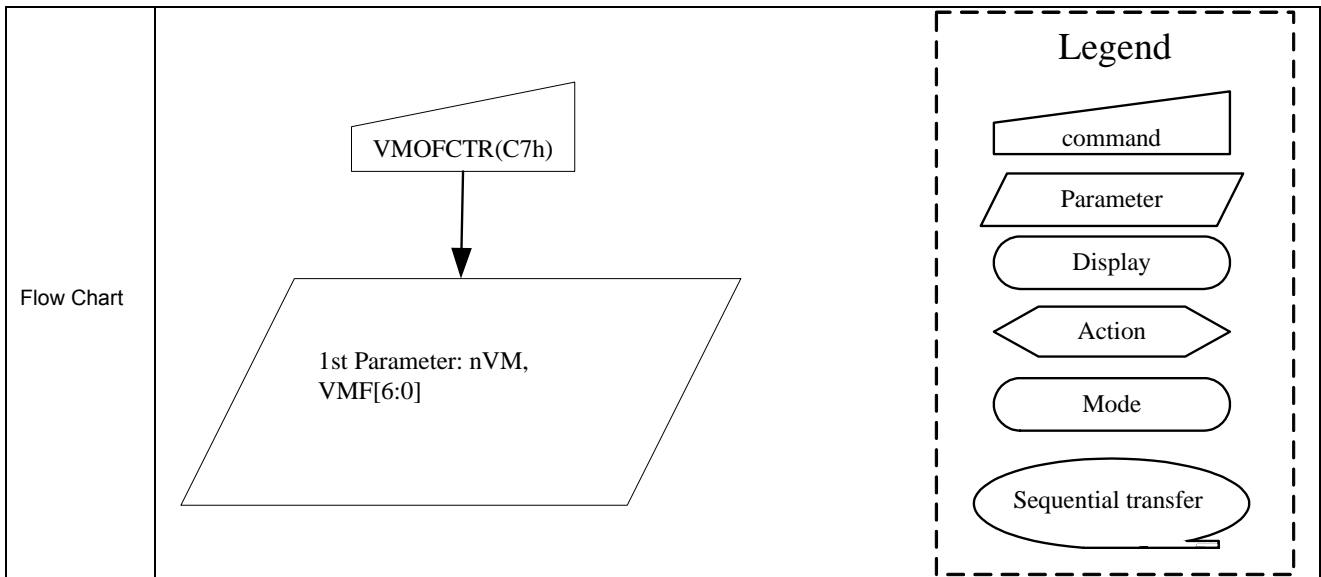 Flow Chart
VMOFCTR(C7h)
1st Parameter: nVM,
VMF[6:0]
Legend
command
Parameter
Display
Action
Mode
Sequential transfer